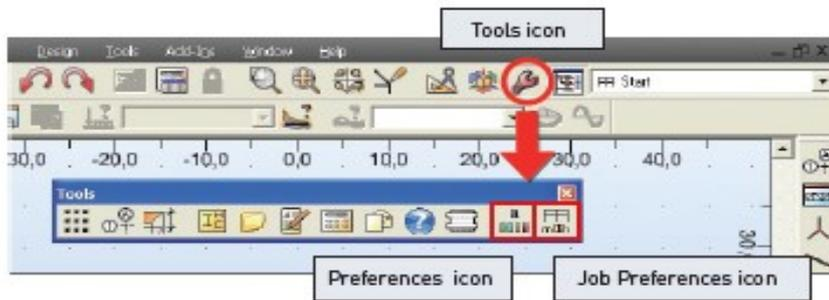 Tools icon
Design Tools Add-Ins Window Help
Start
30,0 -20,0 -10,0 0,0 10,0 20,0 30,0 40,0
Tools
30,
Preferences icon
Job Preferences icon